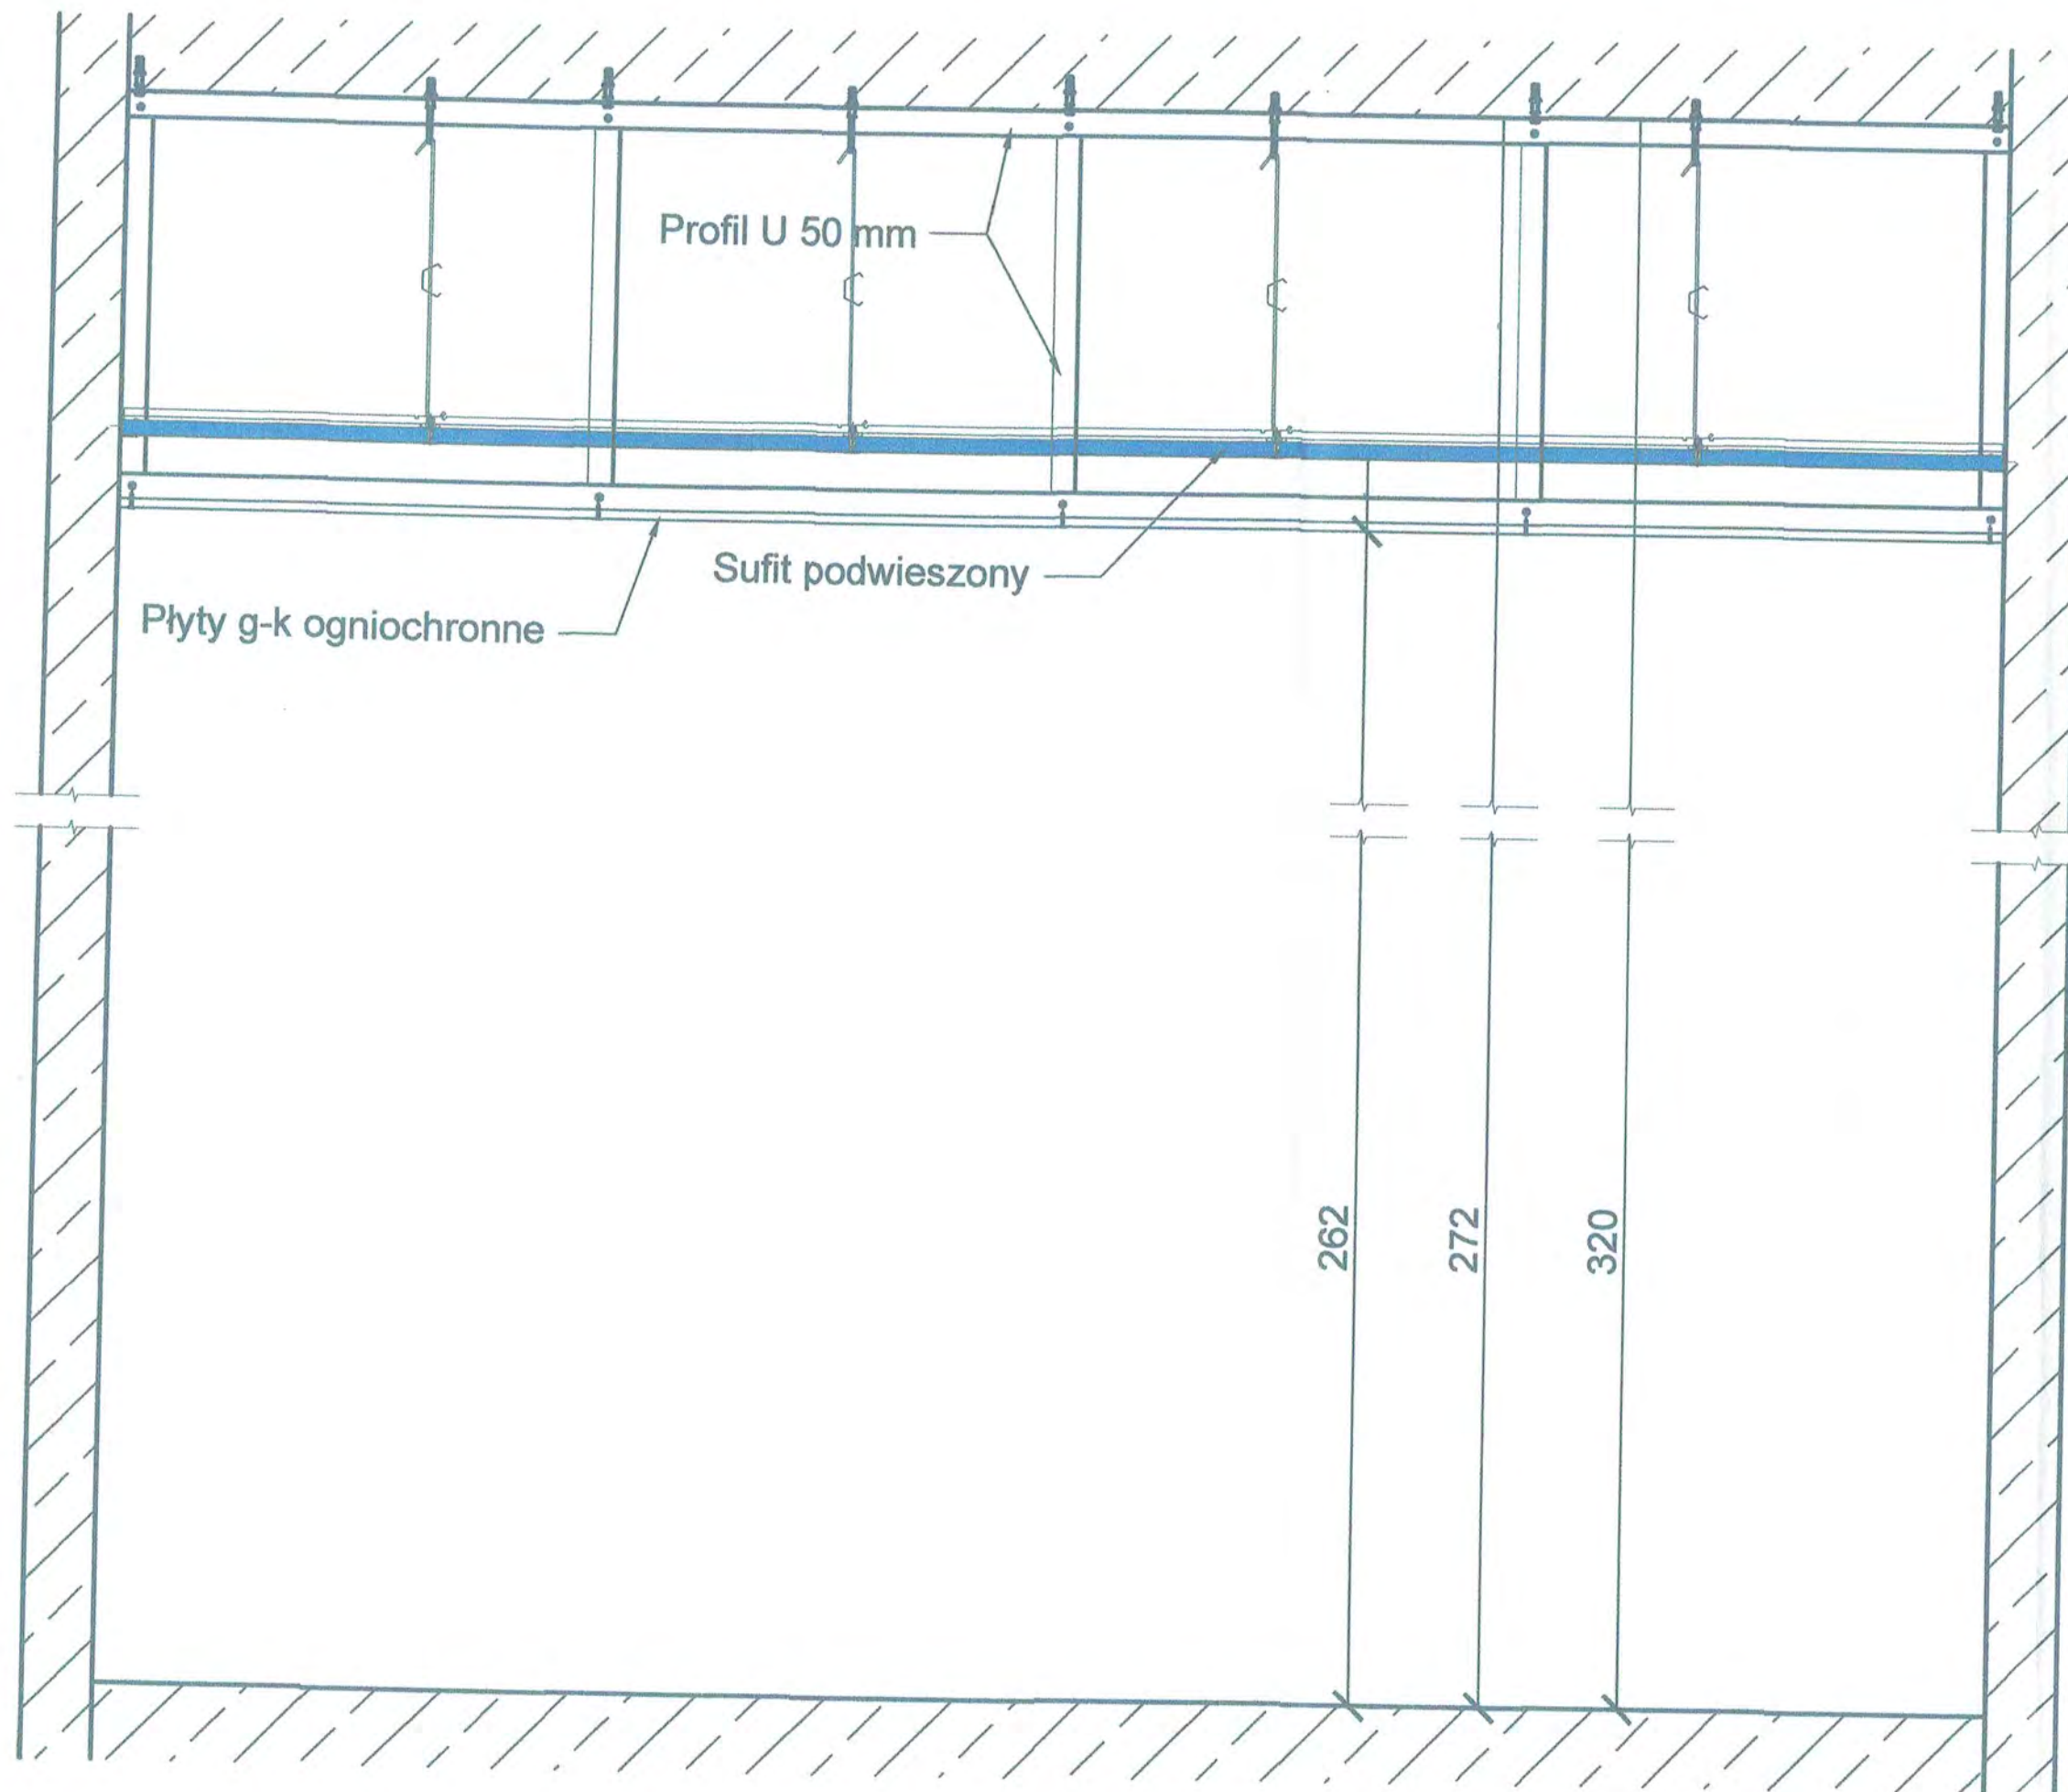 Profil U 50 mm
Sufit podwieszony
Płyty g-k ogniochronne
262
272
320